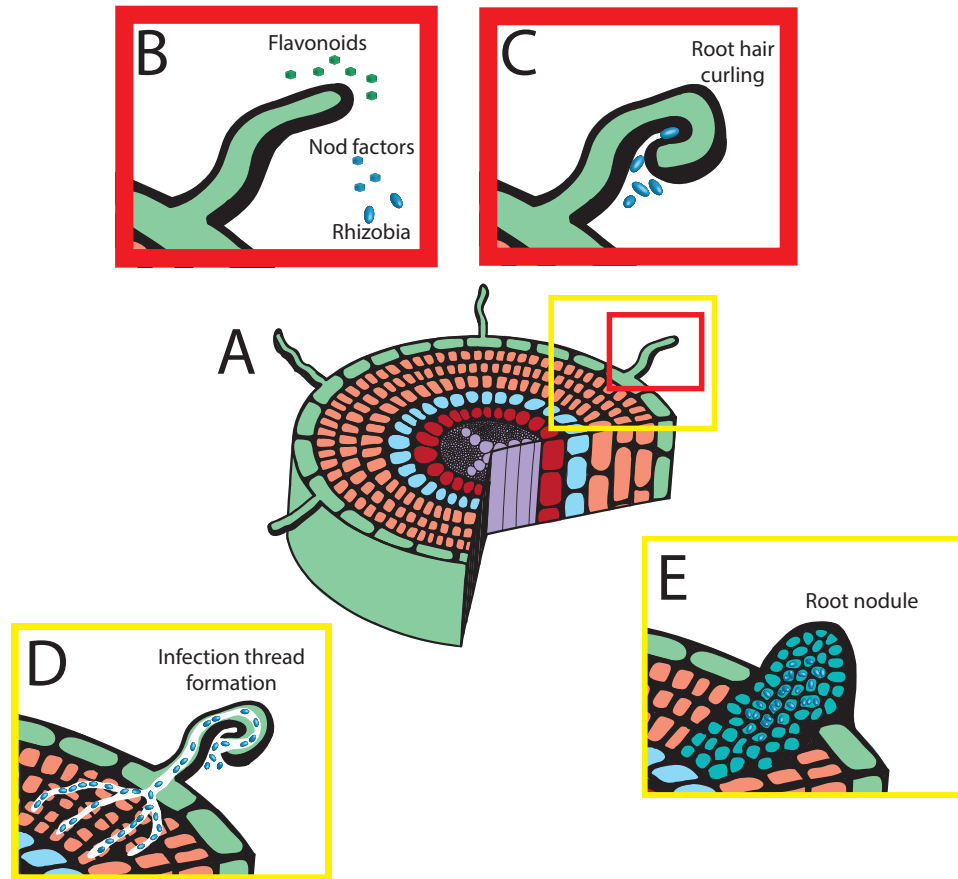 B
Flavonoids
Nod factors
Rhizobia
C
Root hair
curling
A
D
Infection thread
formation
E
Root nodule